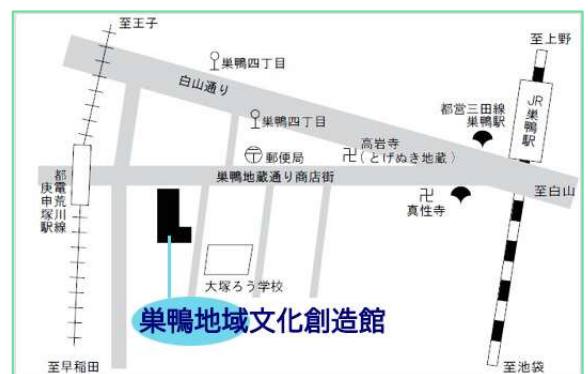 至王子
至上野
巣鴨四丁目
白山通り
都営三田線
巣鴨駅
JR巣鴨駅
巣鴨四丁目
高岩寺
(とげぬき地蔵)
郵便局
巣鴨地蔵通り商店街
都電荒川線
庚申塚駅
至白山
真性寺
大塚ろう学校
巣鴨地域文化創造館
至早稲田
至池袋